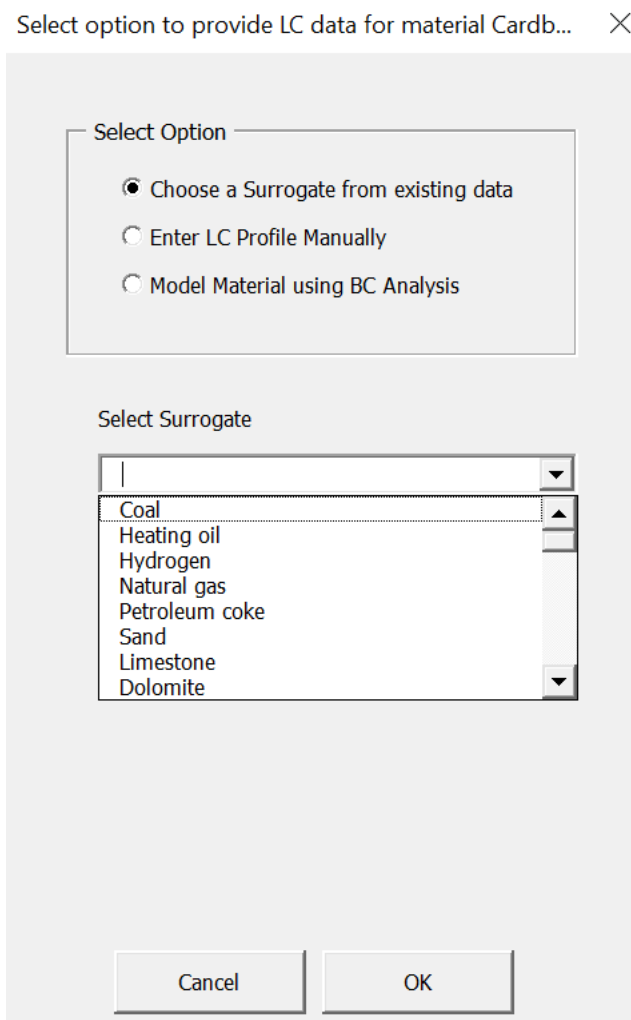 Select option to provide LC data for material Cardb...
Select Option
Choose a Surrogate from existing data
Enter LC Profile Manually
Model Material using BC Analysis
Select Surrogate
Coal
Heating oil
Hydrogen
Natural gas
Petroleum coke
Sand
Limestone
Dolomite
Cancel
OK